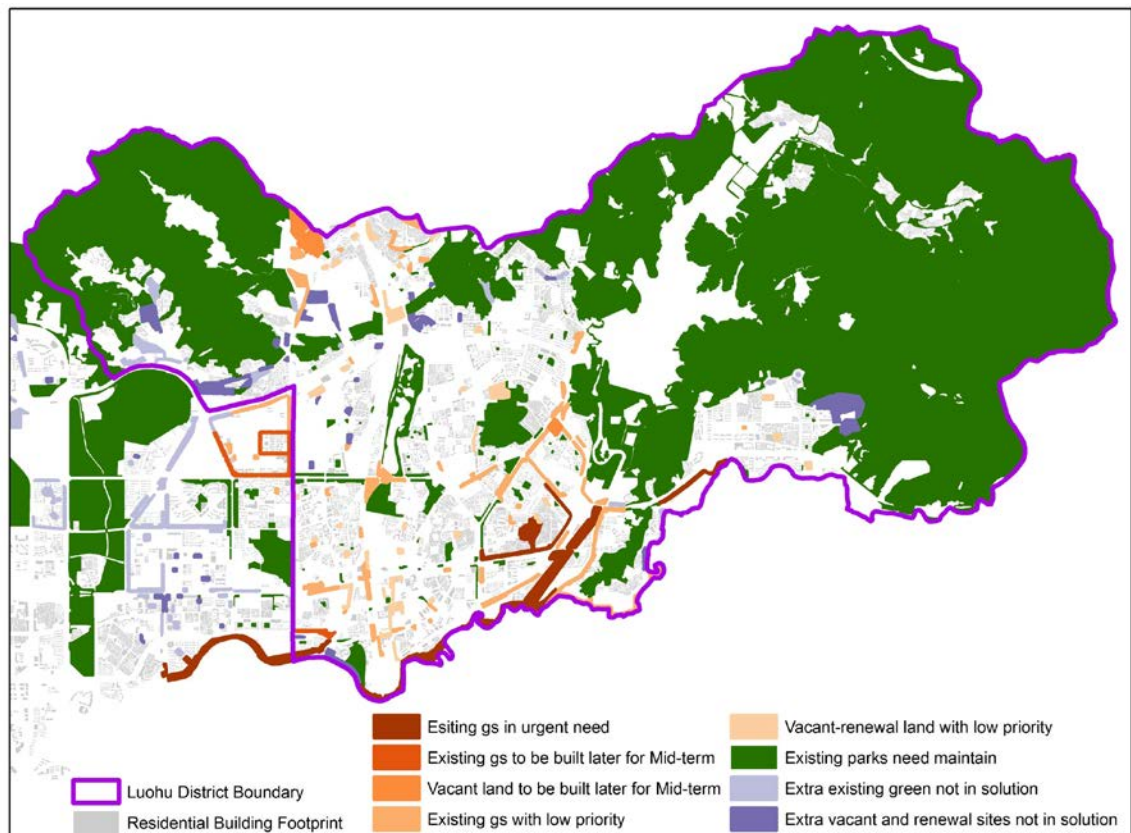 Esiting gs in urgent need
Existing gs to be built later for Mid-term
Vacant land to be built later for Mid-term
Existing gs with low priority
Vacant-renewal land with low priority
Existing parks need maintain
Extra existing green not in solution
Extra vacant and renewal sites not in solution
Luohu District Boundary
Residential Building Footprint